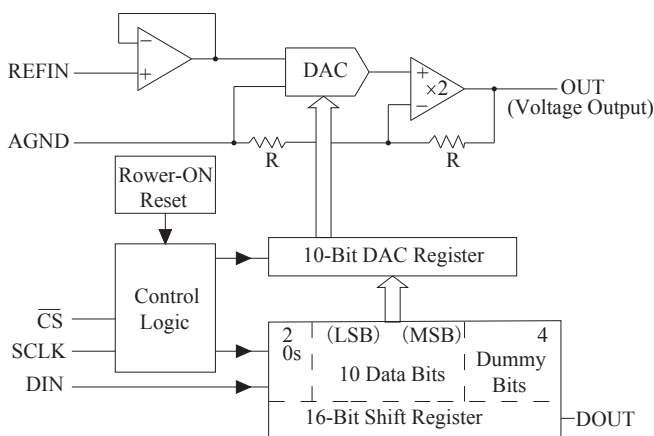 REFIN
−
+
DAC
+
×2
−
OUT
(Voltage Output)
AGND
R
R
Rower-ON
Reset
10-Bit DAC Register
Control
Logic
CS
SCLK
DIN
2
0s
(LSB)
(MSB)
4
10 Data Bits
Dummy
Bits
16-Bit Shift Register
DOUT